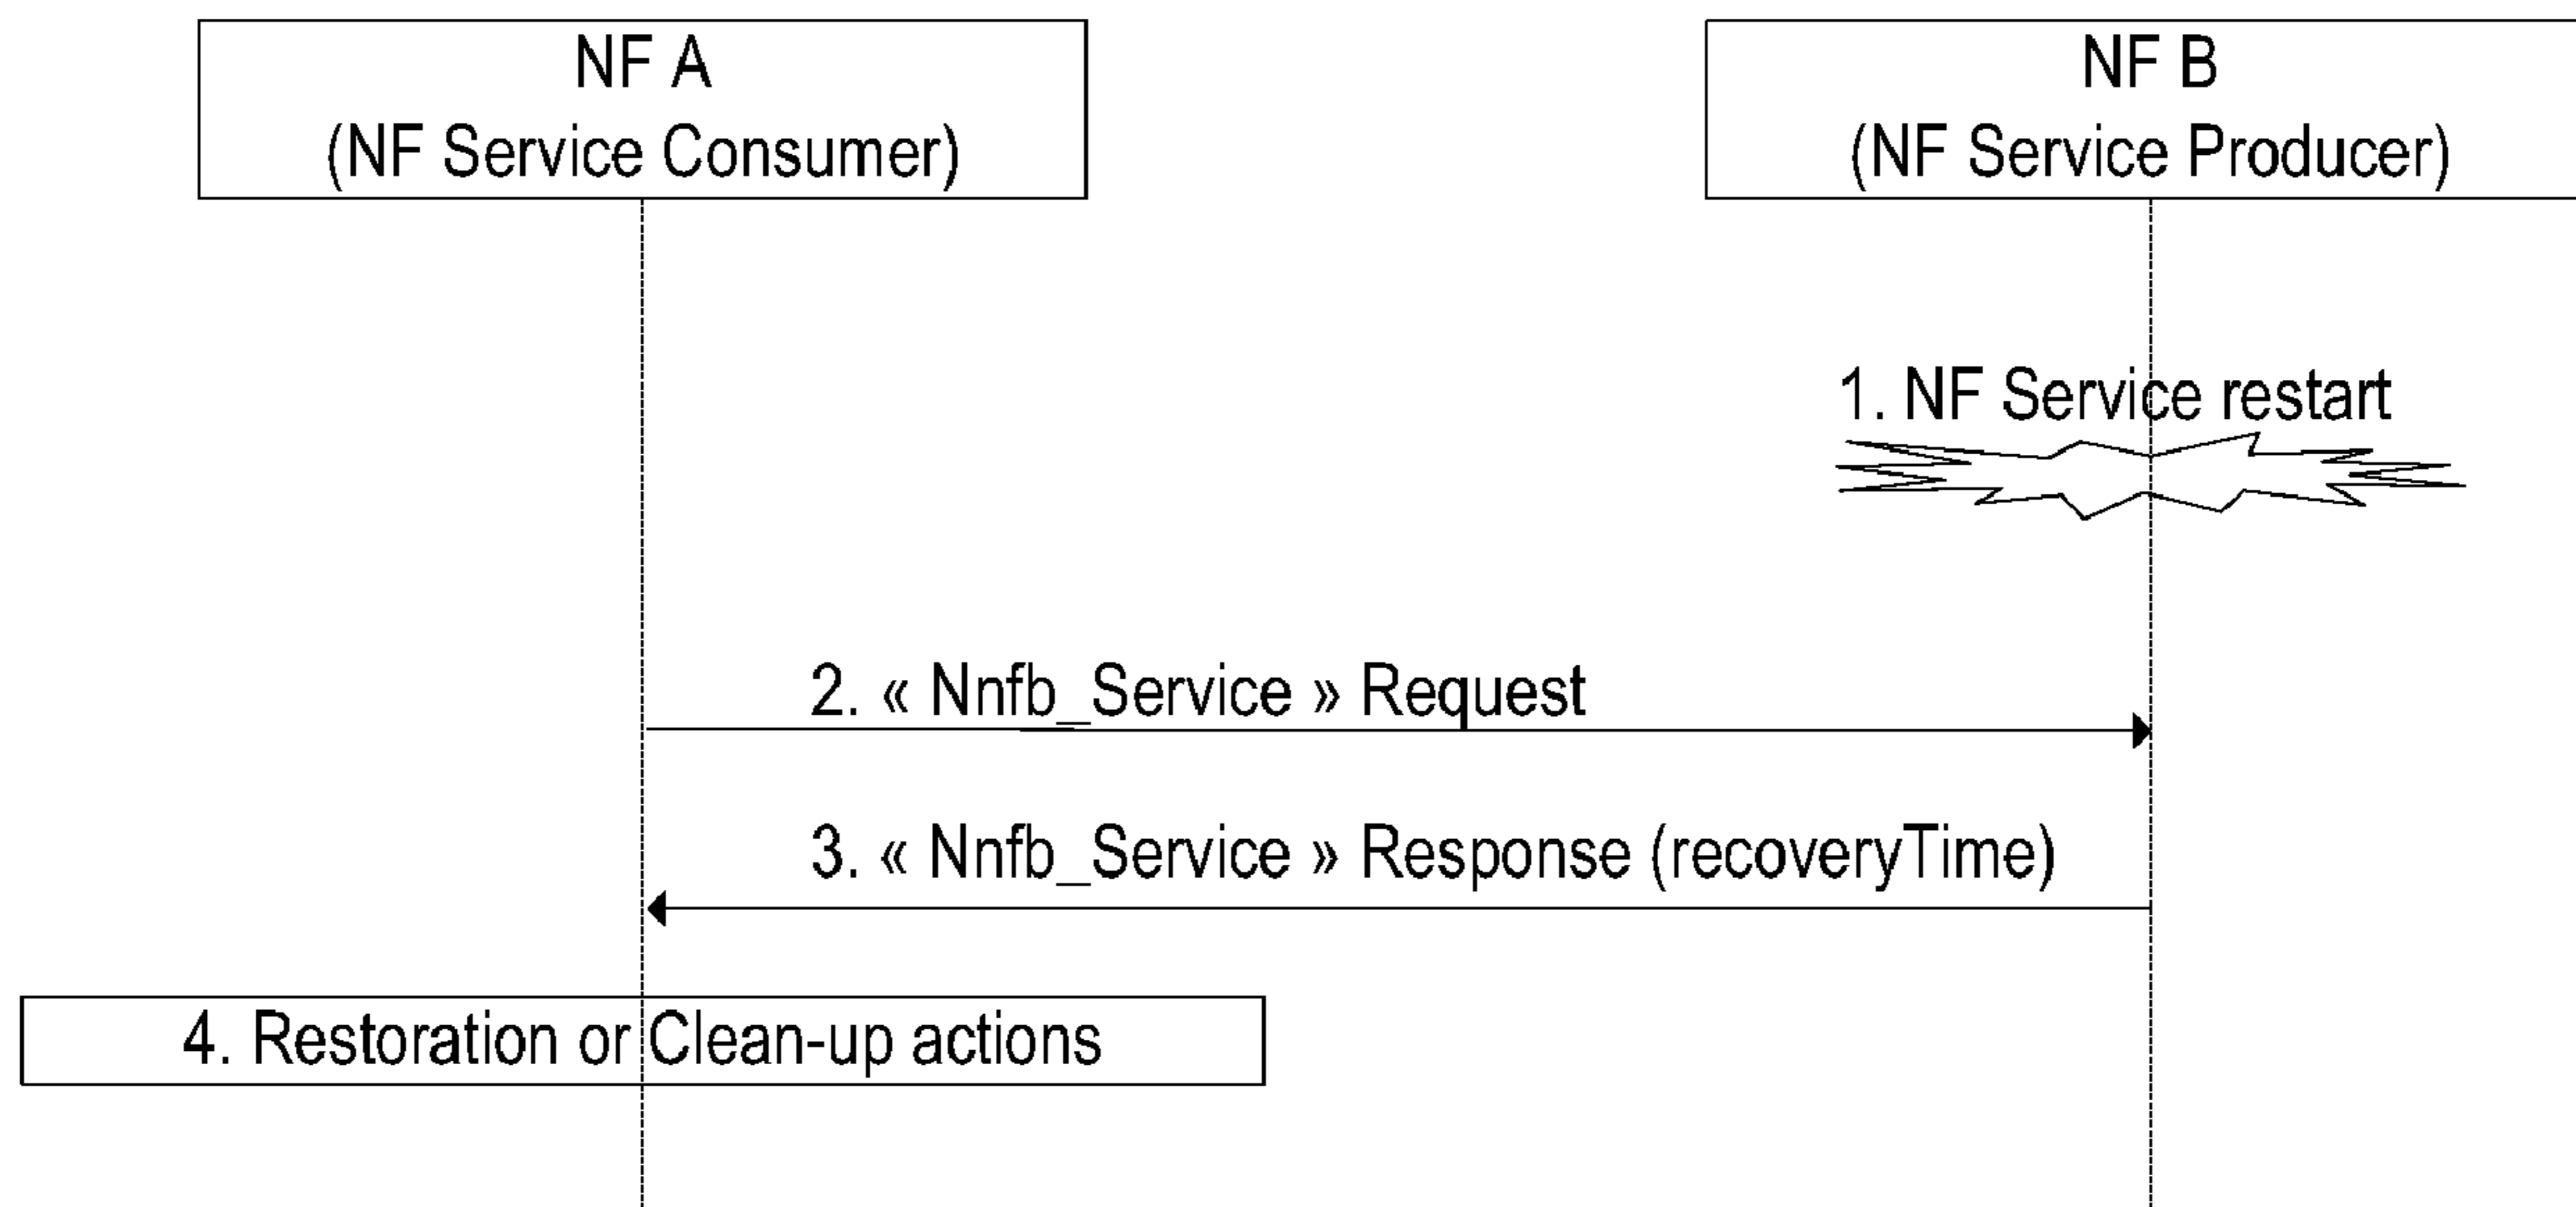 NF A
(NF Service Consumer)
NF B
(NF Service Producer)
1. NF Service restart
2. « Nnfb_Service » Request
3. « Nnfb_Service » Response (recoveryTime)
4. Restoration or Clean-up actions